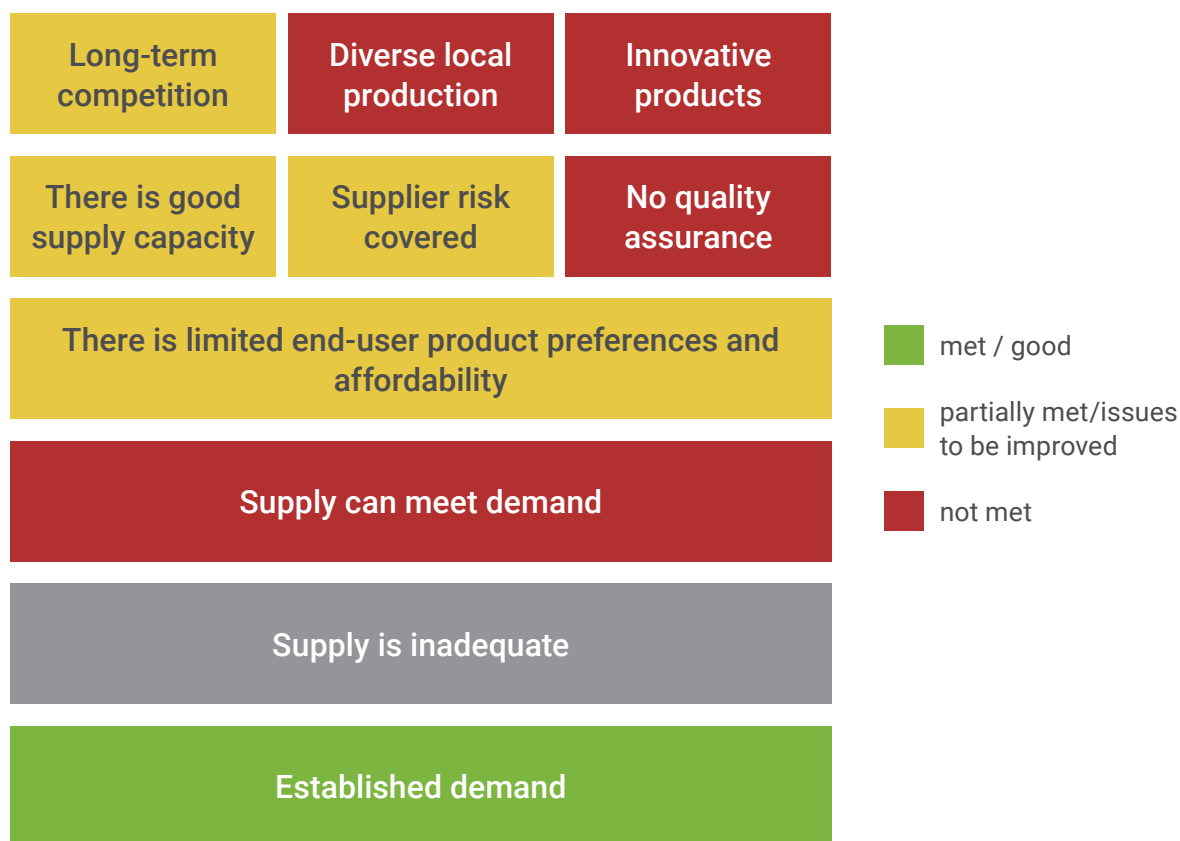 Long-term
competition
Diverse local
production
Innovative
products
There is good
supply capacity
Supplier risk
covered
No quality
assurance
There is limited end-user product preferences and
affordability
Supply can meet demand
Supply is inadequate
Established demand
met / good
partially met/issues
to be improved
not met